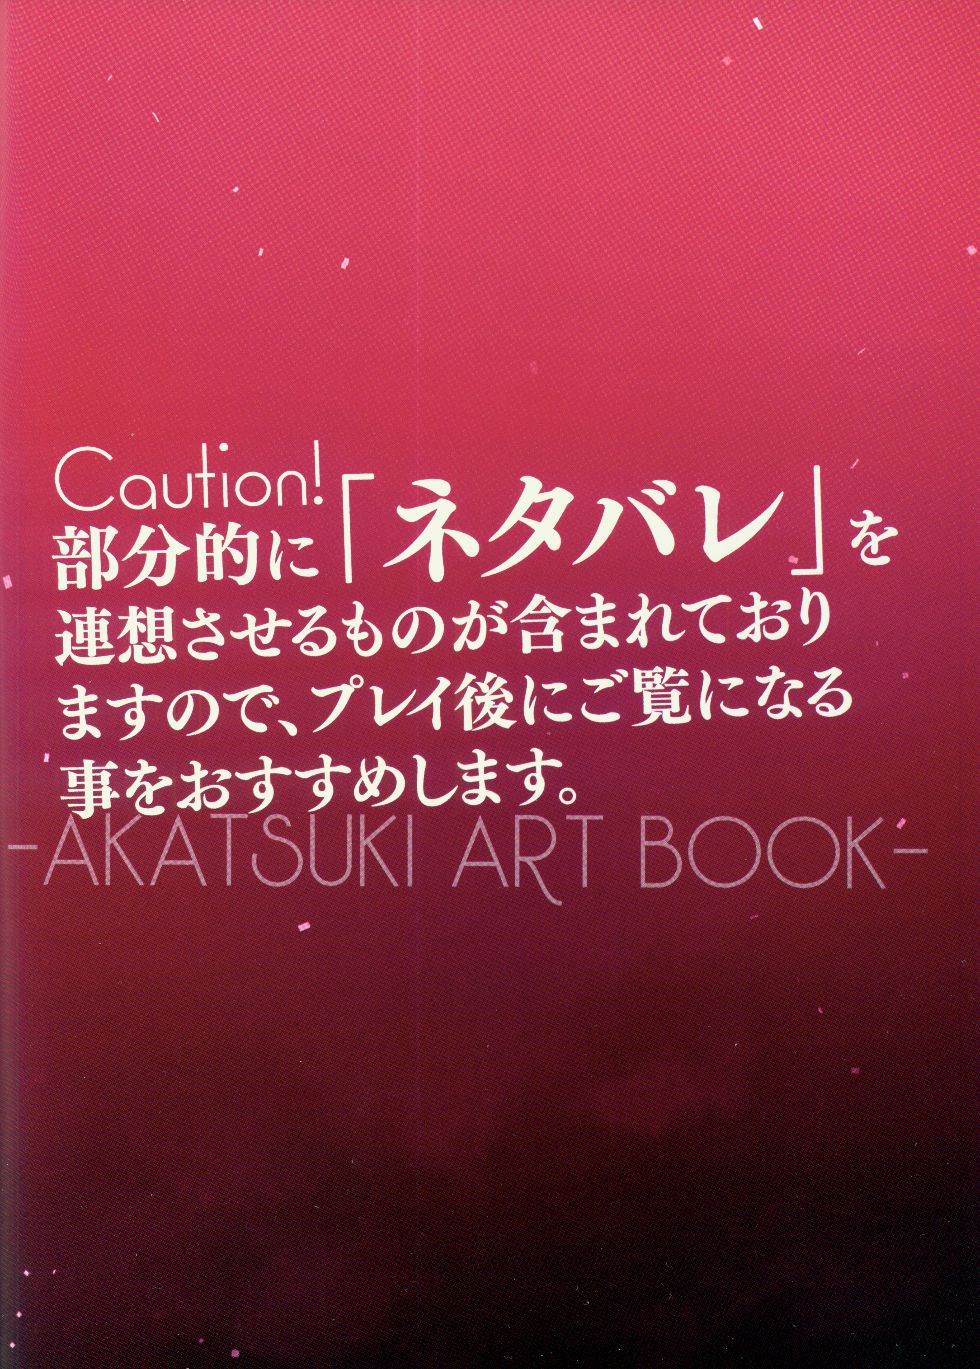 Caution!
部分的に「ネタバレ」を
連想させるものが含まれており
ますので、プレイ後にご覧になる
事をおすすめします。
-AKATSUKI ART BOOK-